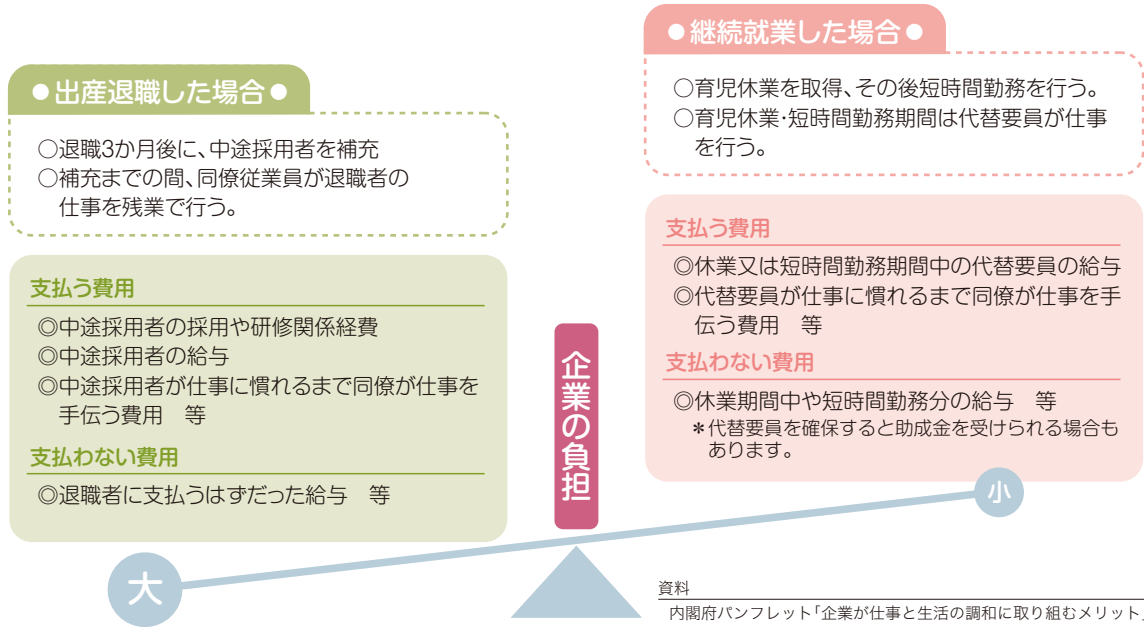 ●出産退職した場合●
○退職3か月後に、中途採用者を補充
○補充までの間、同僚従業員が退職者の
仕事を残業で行う。
支払う費用
◎中途採用者の採用や研修関係経費
◎中途採用者の給与
◎中途採用者が仕事に慣れるまで同僚が仕事を
手伝う費用　等
支払わない費用
◎退職者に支払うはずだった給与　等
大
企業の負担
●継続就業した場合●
○育児休業を取得、その後短時間勤務を行う。
○育児休業・短時間勤務期間は代替要員が仕事
を行う。
支払う費用
◎休業又は短時間勤務期間中の代替要員の給与
◎代替要員が仕事に慣れるまで同僚が仕事を手
伝う費用　等
支払わない費用
◎休業期間中や短時間勤務分の給与　等
＊代替要員を確保すると助成金を受けられる場合も
あります。
小
資料
内閣府パンフレット「企業が仕事と生活の調和に取り組むメリット」